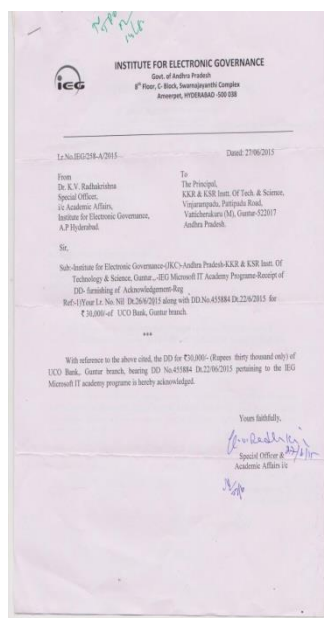 ieG
INSTITUTE FOR ELECTRONIC GOVERNANCE
Govt. of Andhra Pradesh
8th Floor, C- Block, Swarnajayanthi Complex
Ameerpet, HYDERABAD -500 038
Lr.No.IEG/258-A/2015
Dated: 27/06/2015
From
Dr. K.V. Radhakrishna
Special Officer,
i/c Academic Affairs,
Institute for Electronic Governance,
A.P Hyderabad.
To
The Principal,
KKR & KSR Instt. Of Tech. & Science,
Vinjarampadu, Pattipadu Road,
Vatticherukuru (M), Guntur-522017
Andhra Pradesh.
Sir,
Sub:-Institute for Electronic Governance-(JKC)-Andhra Pradesh-KKR & KSR Instt. Of
Technology & Science, Guntur.,-IEG Microsoft IT Academy Programe-Receipt of
DD- furnishing of Acknowledgement-Reg
Ref:-1)Your Lr. No. Nil Dt.26/6/2015 along with DD.No.455884 Dt.22/6/2015 for
₹ 30,000/-of UCO Bank, Guntur branch.
***
With reference to the above cited, the DD for ₹30,000/- (Rupees thirty thousand only) of
UCO Bank,. Guntur branch, bearing DD No.455884 Dt.22/06/2015 pertaining to the IEG
Microsoft IT academy programe is hereby acknowledged.
Yours faithfully,
Special Officer &
Academic Affairs i/c